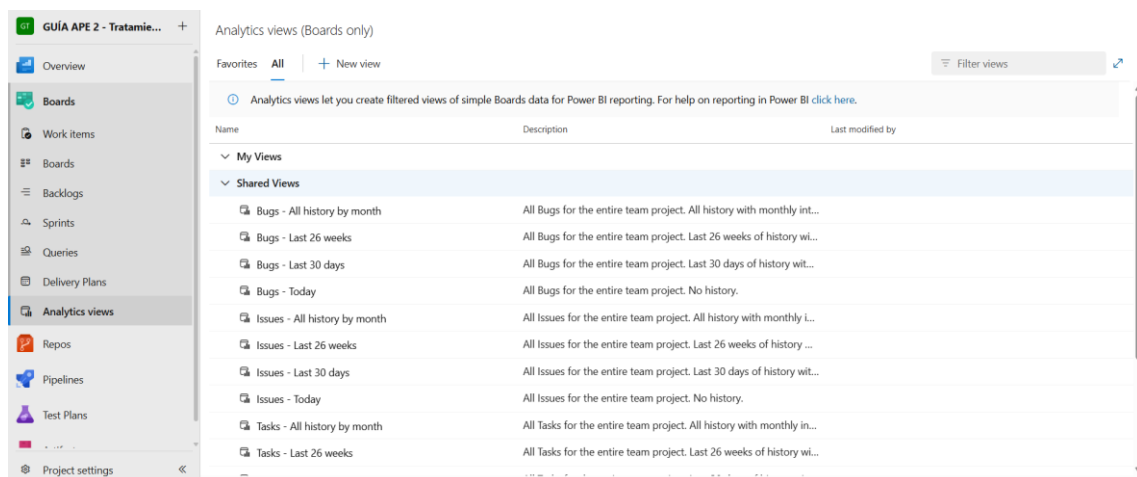 GT GUÍA APE 2 - Tratamie... +
Overview
Boards
Work items
Boards
Backlogs
Sprints
Queries
Delivery Plans
Analytics views
Repos
Pipelines
Test Plans
Project settings
Analytics views (Boards only)
Favorites All + New view
Filter views
Analytics views let you create filtered views of simple Boards data for Power BI reporting. For help on reporting in Power BI click here.
Name Description Last modified by
My Views
Shared Views
Bugs - All history by month All Bugs for the entire team project. All history with monthly int...
Bugs - Last 26 weeks All Bugs for the entire team project. Last 26 weeks of history wi...
Bugs - Last 30 days All Bugs for the entire team project. Last 30 days of history wit...
Bugs - Today All Bugs for the entire team project. No history.
Issues - All history by month All Issues for the entire team project. All history with monthly i...
Issues - Last 26 weeks All Issues for the entire team project. Last 26 weeks of history ...
Issues - Last 30 days All Issues for the entire team project. Last 30 days of history wit...
Issues - Today All Issues for the entire team project. No history.
Tasks - All history by month All Tasks for the entire team project. All history with monthly in...
Tasks - Last 26 weeks All Tasks for the entire team project. Last 26 weeks of history wi...